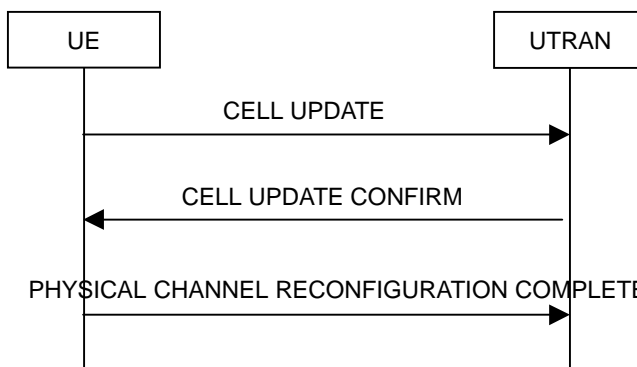 UE
UTRAN
CELL UPDATE
CELL UPDATE CONFIRM
PHYSICAL CHANNEL RECONFIGURATION COMPLETE